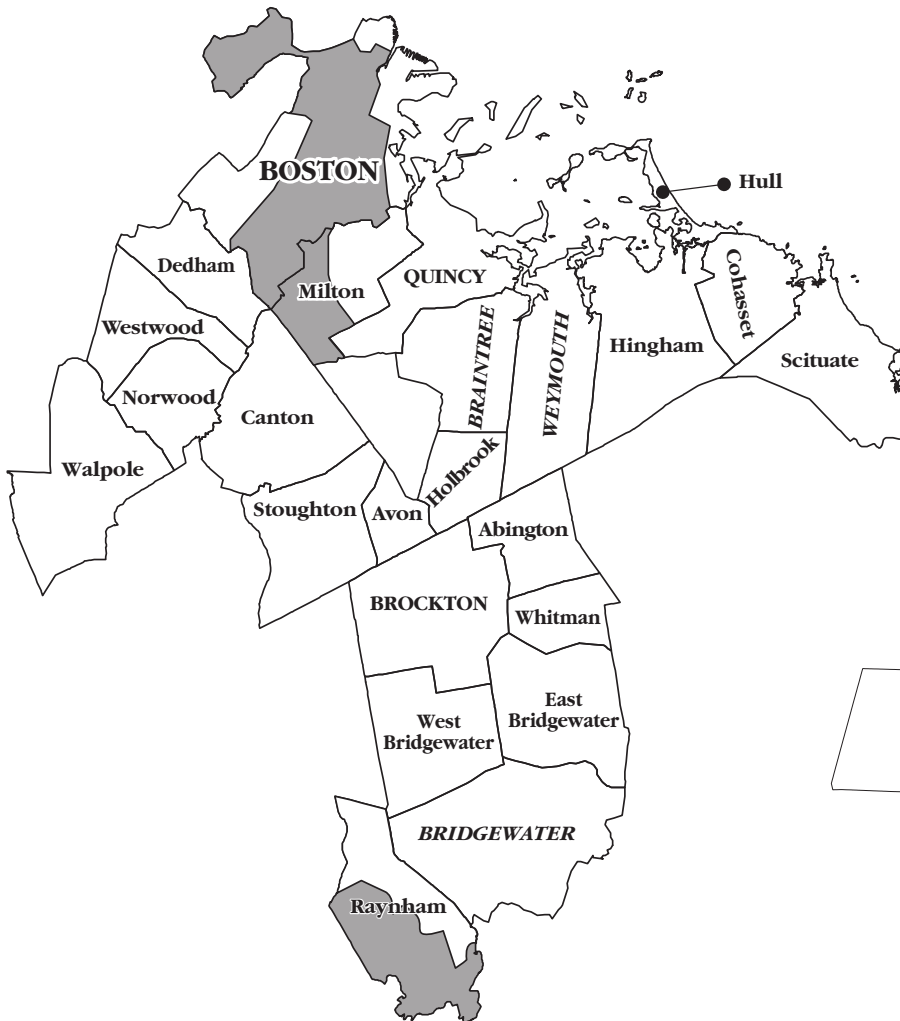 BOSTON
Hull
Dedham
Milton
QUINCY
Cohasset
Westwood
BRAINTREE
WEYMOUTH
Hingham
Scituate
Norwood
Canton
Walpole
Holbrook
Stoughton
Avon
Abington
BROCKTON
Whitman
West
Bridgewater
East
Bridgewater
BRIDGEWATER
Raynham